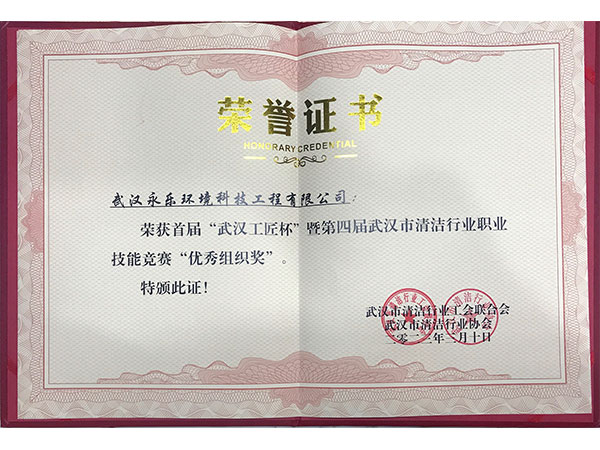 荣誉证书
HONORARY CREDENTIAL
武汉永乐环境科技工程有限公司：
荣获首届“武汉工匠杯”暨第四届武汉市清洁行业职业
技能竞赛“优秀组织奖”。
特颁此证！
武汉市清洁行业工会联合会
武汉市清洁行业协会